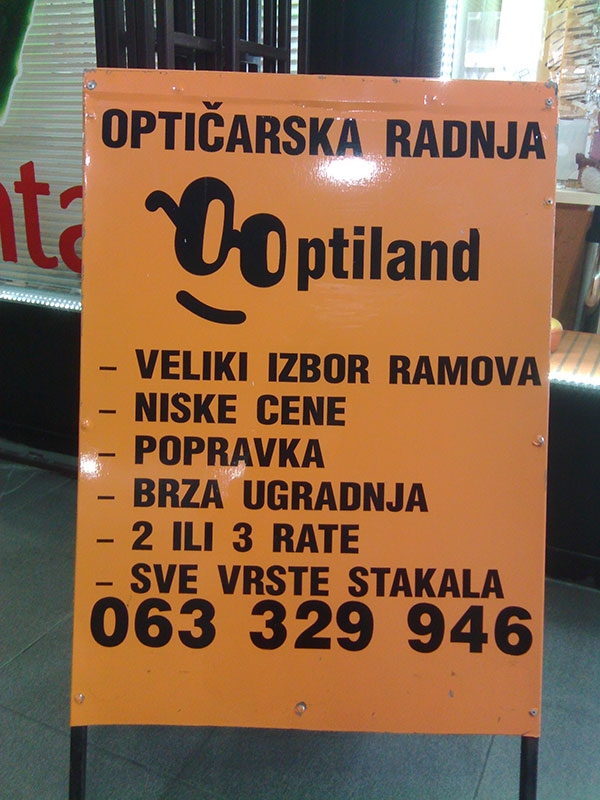 OPTIČARSKA RADNJA
Optiland
- VELIKI IZBOR RAMOVA
- NISKE CENE
- POPRAVKA
- BRZA UGRADNJA
- 2 ILI 3 RATE
- SVE VRSTE STAKALA
063 329 946
nta